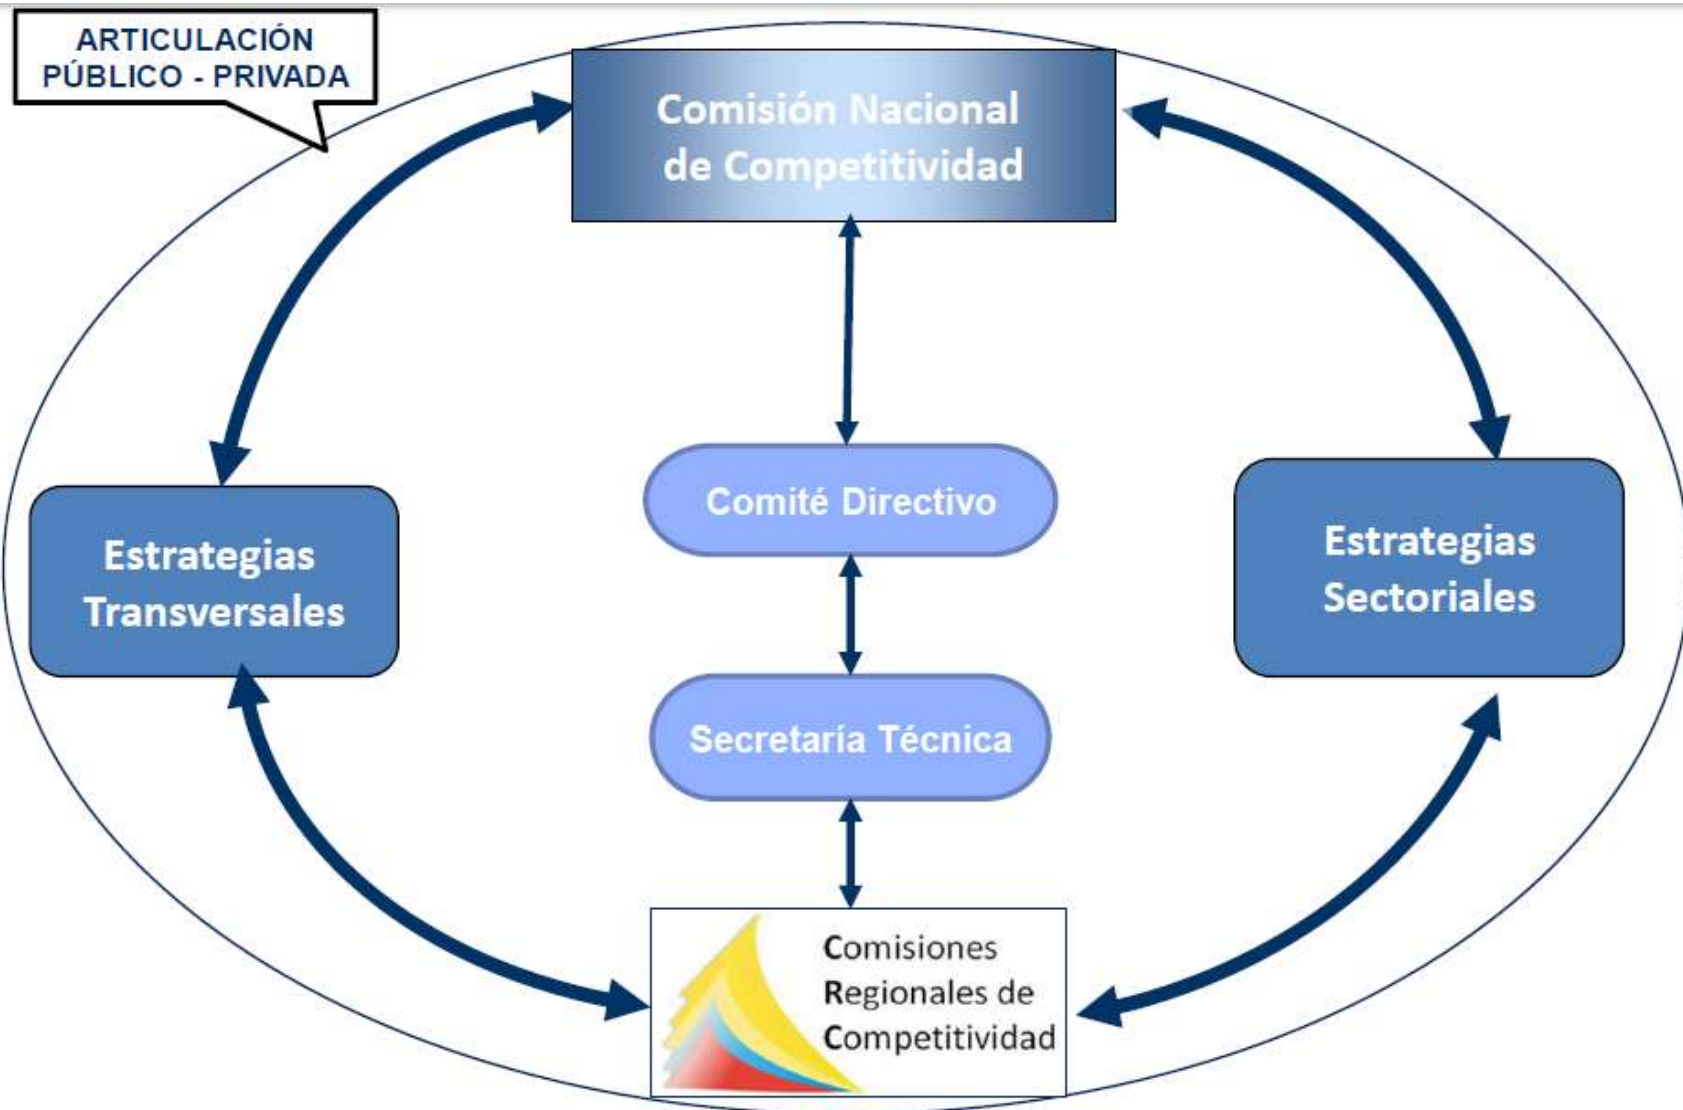 ARTICULACIÓN
PÚBLICO - PRIVADA
Comisión Nacional
de Competitividad
Comité Directivo
Estrategias
Transversales
Estrategias
Sectoriales
Secretaría Técnica
Comisiones
Regionales de
Competitividad